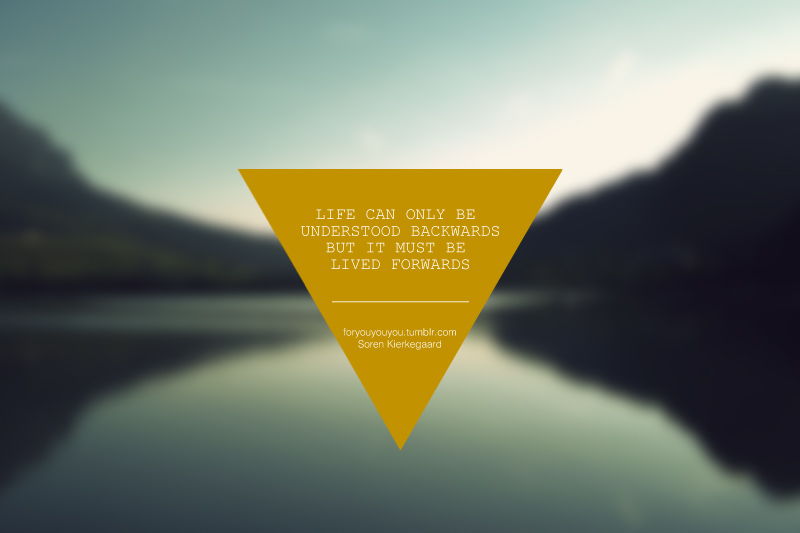 LIFE CAN ONLY BE
UNDERSTOOD BACKWARDS
BUT IT MUST BE
LIVED FORWARDS
foryouyouyou.tumblr.com
Soren Kierkegaard